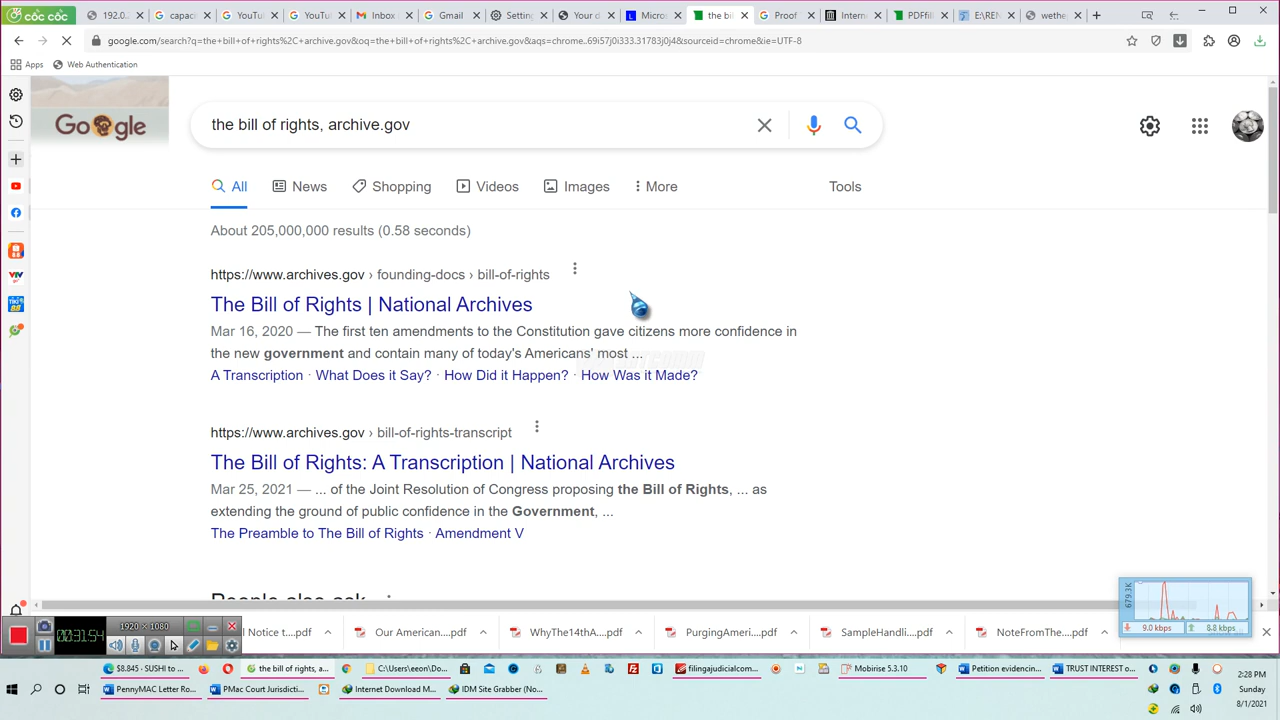 CỐC CỐC 192.0. capac YouT YouT Inbox Gmail Settin Your d Micro the bil Proof Intern PDFfill E:\REN wethe
google.com/search?q=the+bill+of+rights%2C+archive.gov&oq=the+bill+of+rights%2C+archive.gov&aqs=chrome..69i57j0i333.31783j0j4&sourceid=chrome&ie=UTF-8
Apps Web Authentication
Google
the bill of rights, archive.gov
All News Shopping Videos Images More Tools
About 205,000,000 results (0.58 seconds)
https://www.archives.gov › founding-docs › bill-of-rights
The Bill of Rights | National Archives
Mar 16, 2020 — The first ten amendments to the Constitution gave citizens more confidence in
the new government and contain many of today's Americans' most ...
A Transcription · What Does it Say? · How Did it Happen? · How Was it Made?
https://www.archives.gov › bill-of-rights-transcript
The Bill of Rights: A Transcription | National Archives
Mar 25, 2021 — ... of the Joint Resolution of Congress proposing the Bill of Rights, ... as
extending the ground of public confidence in the Government, ...
The Preamble to The Bill of Rights · Amendment V
People also ask
679.3K
9.0 kbps 8.8 kbps
1920 × 1080
00:31:54
l Notice t....pdf Our American....pdf WhyThe14thA....pdf PurgingAmeri....pdf SampleHandli....pdf NoteFromThe....pdf
$8.845 - SUSHI to ... the bill of rights, a... C:\Users\eeon\D... filingajudicialcom... Mobirise 5.3.10 Petition evidencin... TRUST INTEREST o...
PennyMAC Letter Ro... PMac Court Jurisdicti... Internet Download M... IDM Site Grabber (No...
2:28 PM
Sunday
8/1/2021